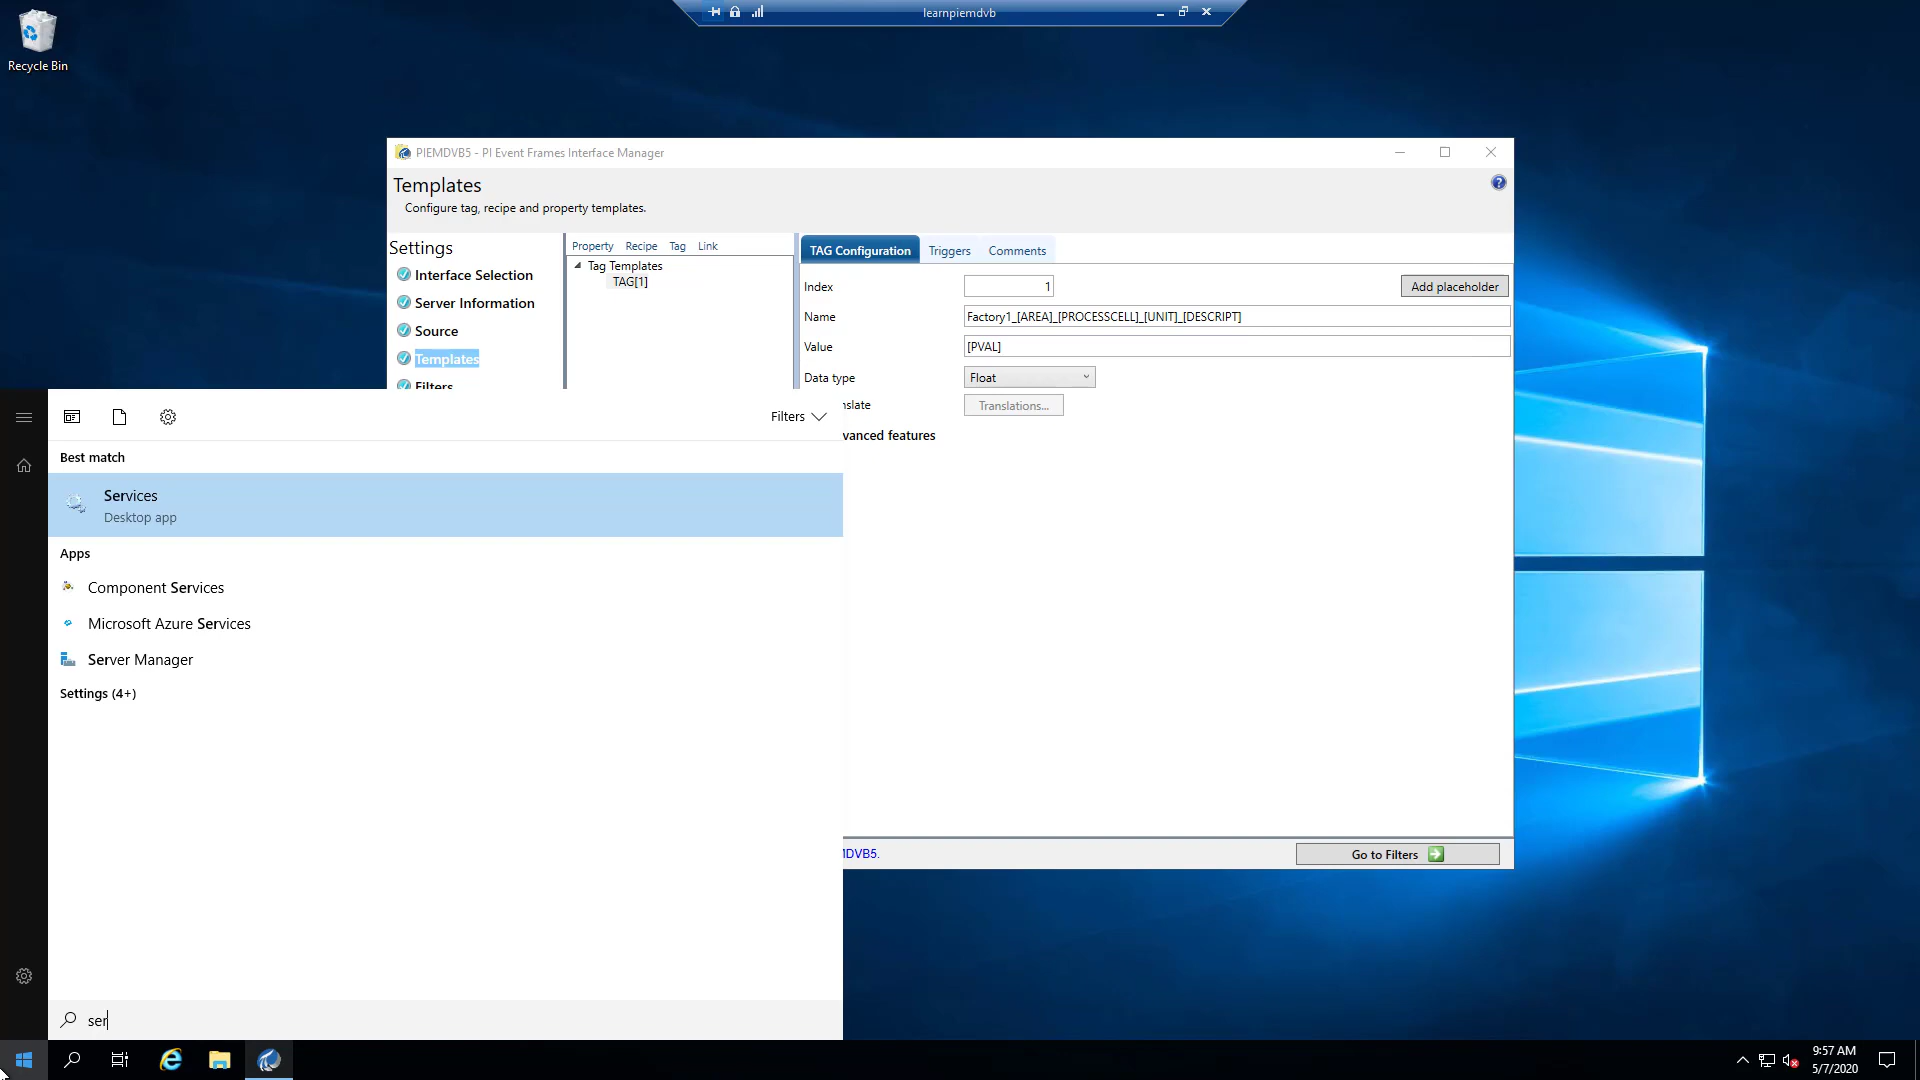 learnpiemdvb
Recycle Bin
PIEMDVB5 - PI Event Frames Interface Manager
Templates
Configure tag, recipe and property templates.
Settings
Interface Selection
Server Information
Source
Templates
Filters
Property Recipe Tag Link
Tag Templates
TAG[1]
TAG Configuration Triggers Comments
Index 1 Add placeholder
Name Factory1_[AREA]_[PROCESSCELL]_[UNIT]_[DESCRIPT]
Value [PVAL]
Data type Float
nslate Translations...
vanced features
MDVB5.
Go to Filters
Filters
Best match
Services
Desktop app
Apps
Component Services
Microsoft Azure Services
Server Manager
Settings (4+)
ser
9:57 AM
5/7/2020